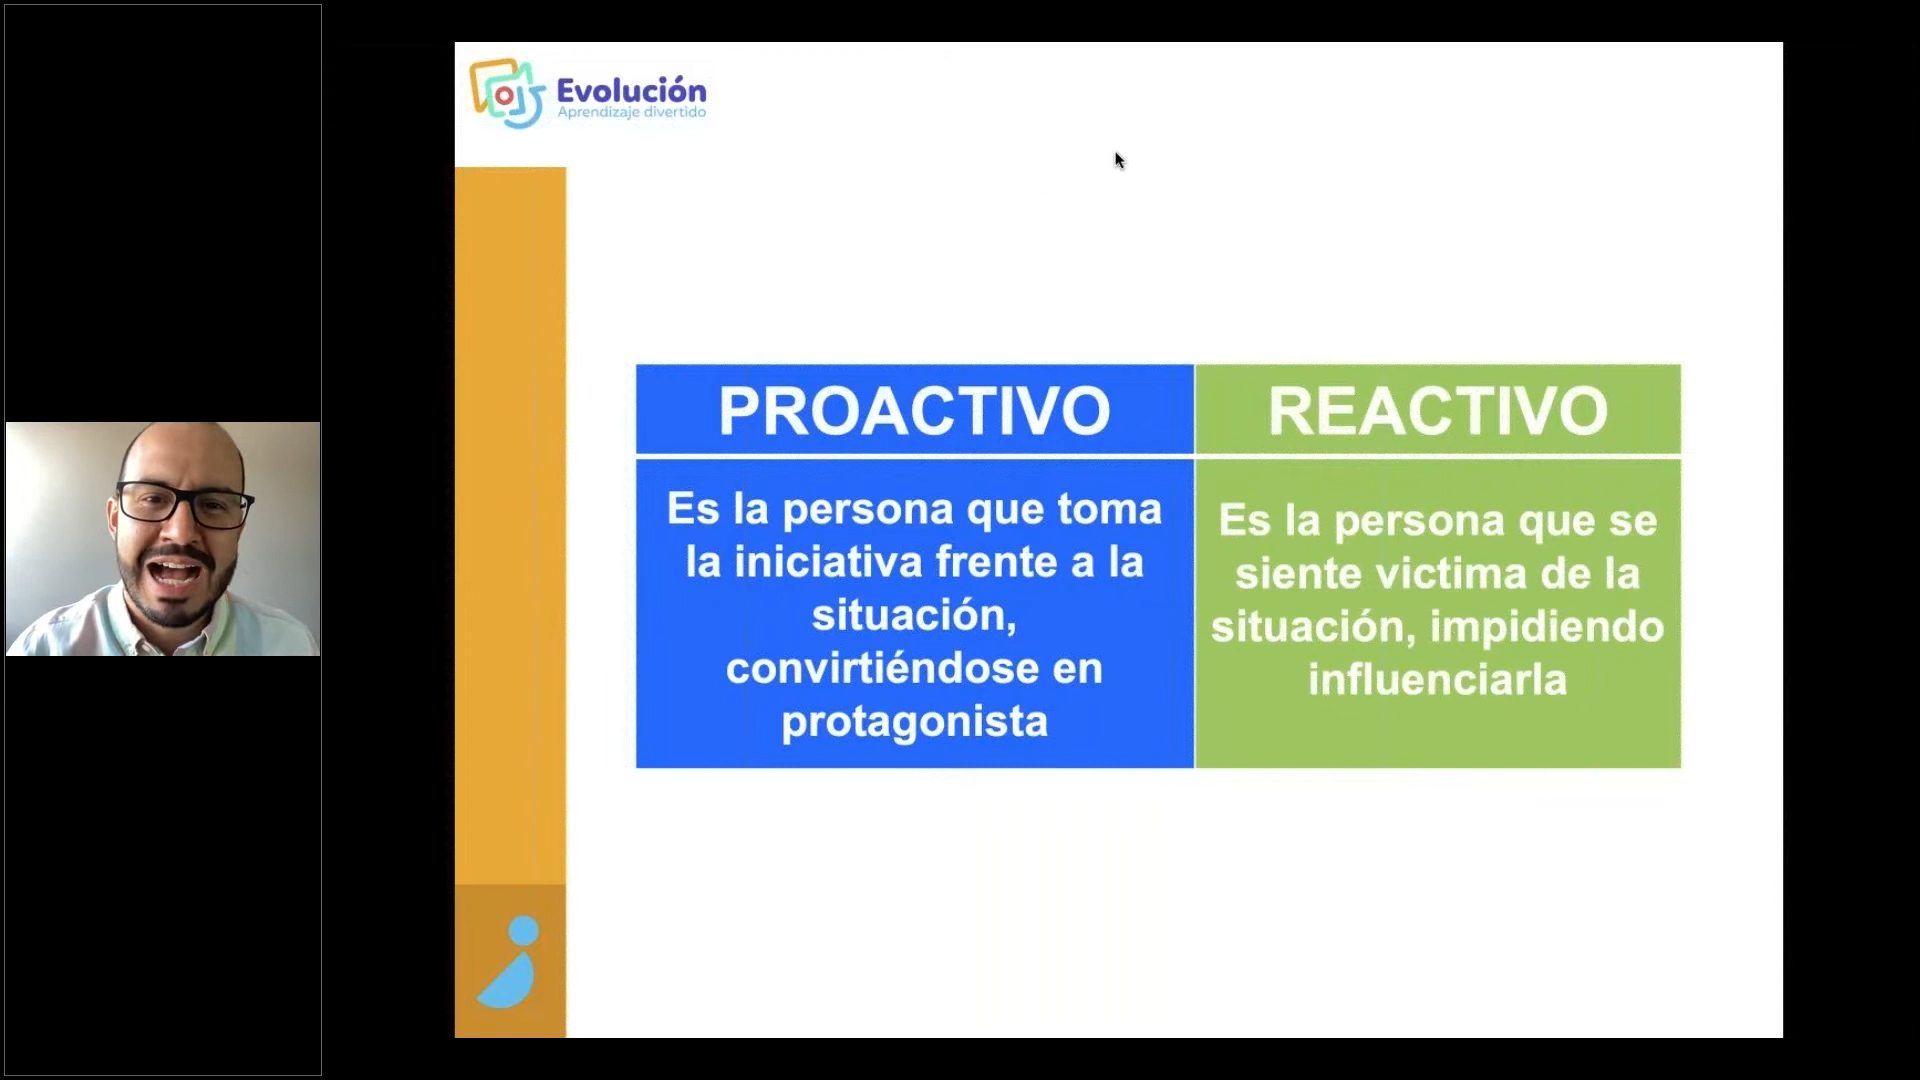 Evolución
Aprendizaje divertido
PROACTIVO
REACTIVO
Es la persona que toma
la iniciativa frente a la
situación,
convirtiéndose en
protagonista
Es la persona que se
siente victima de la
situación, impidiendo
influenciarla